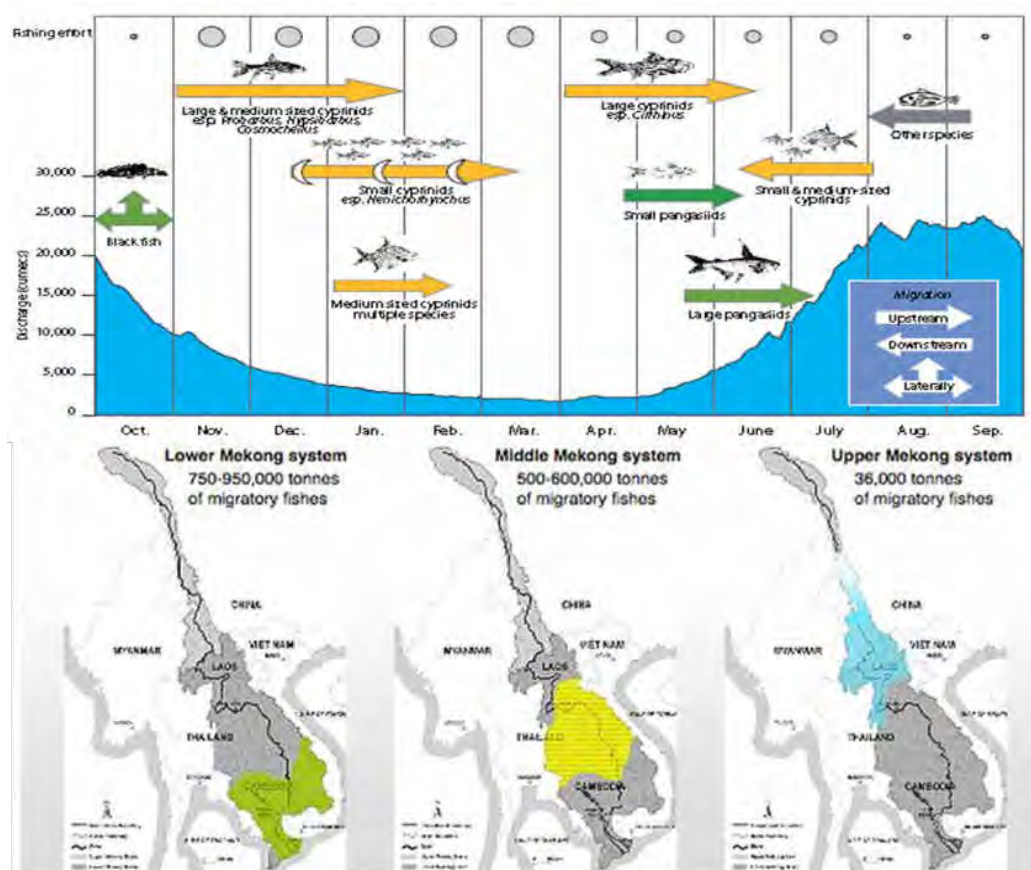 Fishing effort
Large & medium sized cyprinids
esp. Probarbus, Hypsibarbus,
Cosmochellus
Large cyprinids
esp. Cirrhinus
Other species
Small cyprinids
esp. Henichorhynchus
Small & medium-sized
cyprinids
Black fish
Small pangasiids
Medium sized cyprinids
multiple species
Large pangasiids
Migration
Upstream
Downstream
Laterally
Discharge (cumecs)
30,000
25,000
20,000
15,000
10,000
5,000
0
Oct. Nov. Dec. Jan. Feb. Mar. Apr. May June July Aug. Sep.
Lower Mekong system
750-950,000 tonnes
of migratory fishes
CHINA
MYANMAR
VIET NAM
LAOS
THAILAND
CAMBODIA
Middle Mekong system
500-600,000 tonnes
of migratory fishes
CHINA
MYANMAR
VIET NAM
LAOS
THAILAND
CAMBODIA
Upper Mekong system
36,000 tonnes
of migratory fishes
CHINA
MYANMAR
VIET NAM
LAOS
THAILAND
CAMBODIA